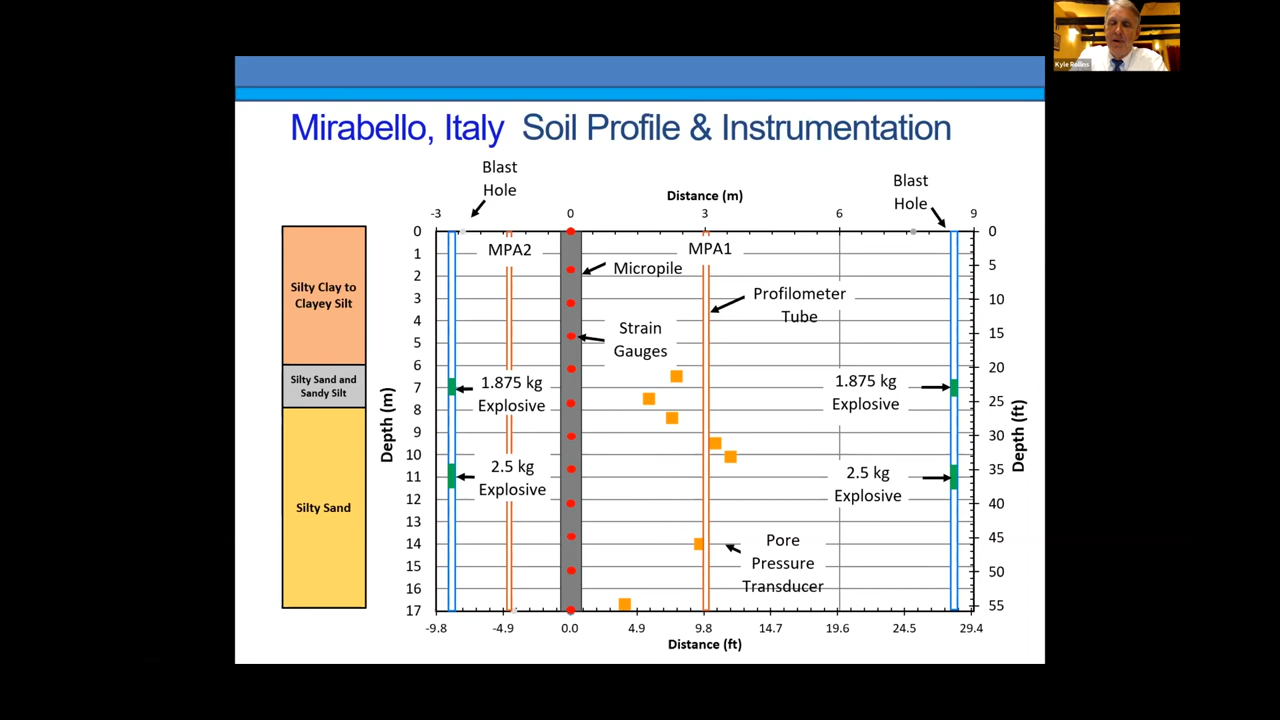 Kyle Rollins
Mirabello, Italy Soil Profile & Instrumentation
Blast
Hole
Blast
Hole
Distance (m)
-3 0 3 6 9
Silty Clay to
Clayey Silt
Silty Sand and
Sandy Silt
Silty Sand
Depth (m)
0
1
2
3
4
5
6
7
8
9
10
11
12
13
14
15
16
17
MPA2
MPA1
Micropile
Profilometer
Tube
Strain
Gauges
1.875 kg
Explosive
1.875 kg
Explosive
2.5 kg
Explosive
2.5 kg
Explosive
Pore
Pressure
Transducer
0
5
10
15
20
25
30
35
40
45
50
55
Depth (ft)
-9.8 -4.9 0.0 4.9 9.8 14.7 19.6 24.5 29.4
Distance (ft)